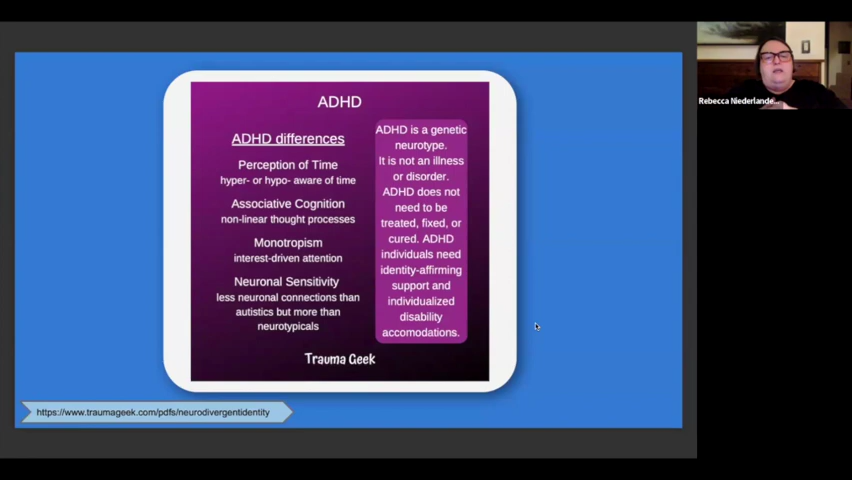 ADHD
ADHD differences
Perception of Time
hyper- or hypo- aware of time
Associative Cognition
non-linear thought processes
Monotropism
interest-driven attention
Neuronal Sensitivity
less neuronal connections than
autistics but more than
neurotypicals
ADHD is a genetic
neurotype.
It is not an illness
or disorder.
ADHD does not
need to be
treated, fixed, or
cured. ADHD
individuals need
identity-affirming
support and
individualized
disability
accomodations.
Trauma Geek
https://www.traumageek.com/pdfs/neurodivergentidentity
Rebecca Niederlande...